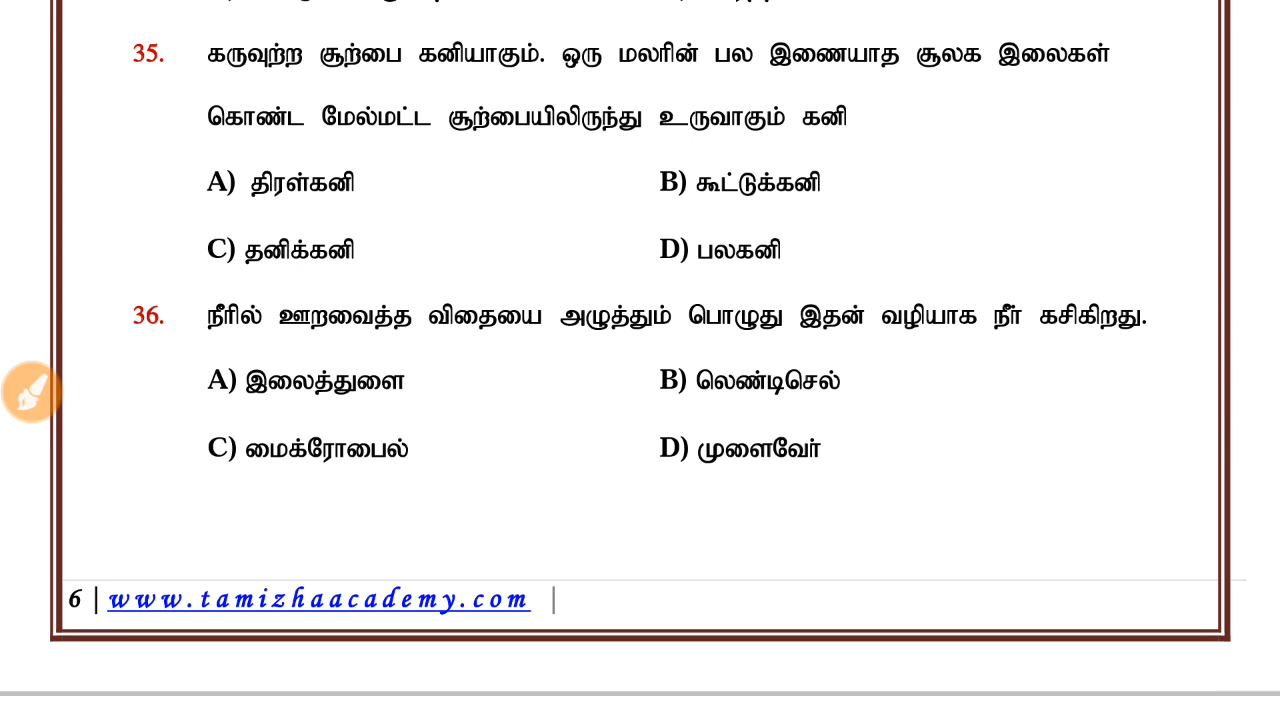 35. கருவுற்ற சூற்பை கனியாகும். ஒரு மலரின் பல இணையாத சூலக இலைகள்
கொண்ட மேல்மட்ட சூற்பையிலிருந்து உருவாகும் கனி
A) திரள்கனி B) கூட்டுக்கனி
C) தனிக்கனி D) பலகனி
36. நீரில் ஊறவைத்த விதையை அழுத்தும் பொழுது இதன் வழியாக நீர் கசிகிறது.
A) இலைத்துளை B) லெண்டிசெல்
C) மைக்ரோபைல் D) முளைவேர்
6 | www.tamizhaacademy.com |